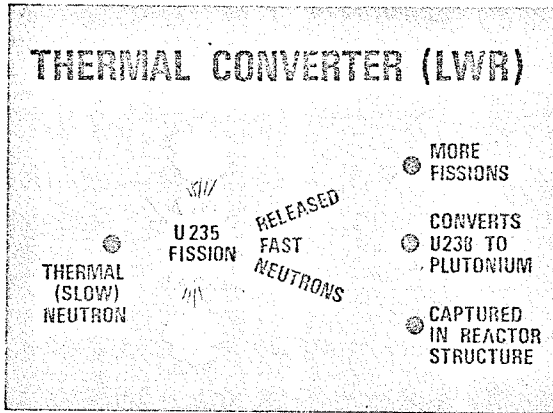 THERMAL CONVERTER (LWR)
THERMAL
(SLOW)
NEUTRON
U235
FISSION
RELEASED
FAST
NEUTRONS
MORE
FISSIONS
CONVERTS
U238 TO
PLUTONIUM
CAPTURED
IN REACTOR
STRUCTURE